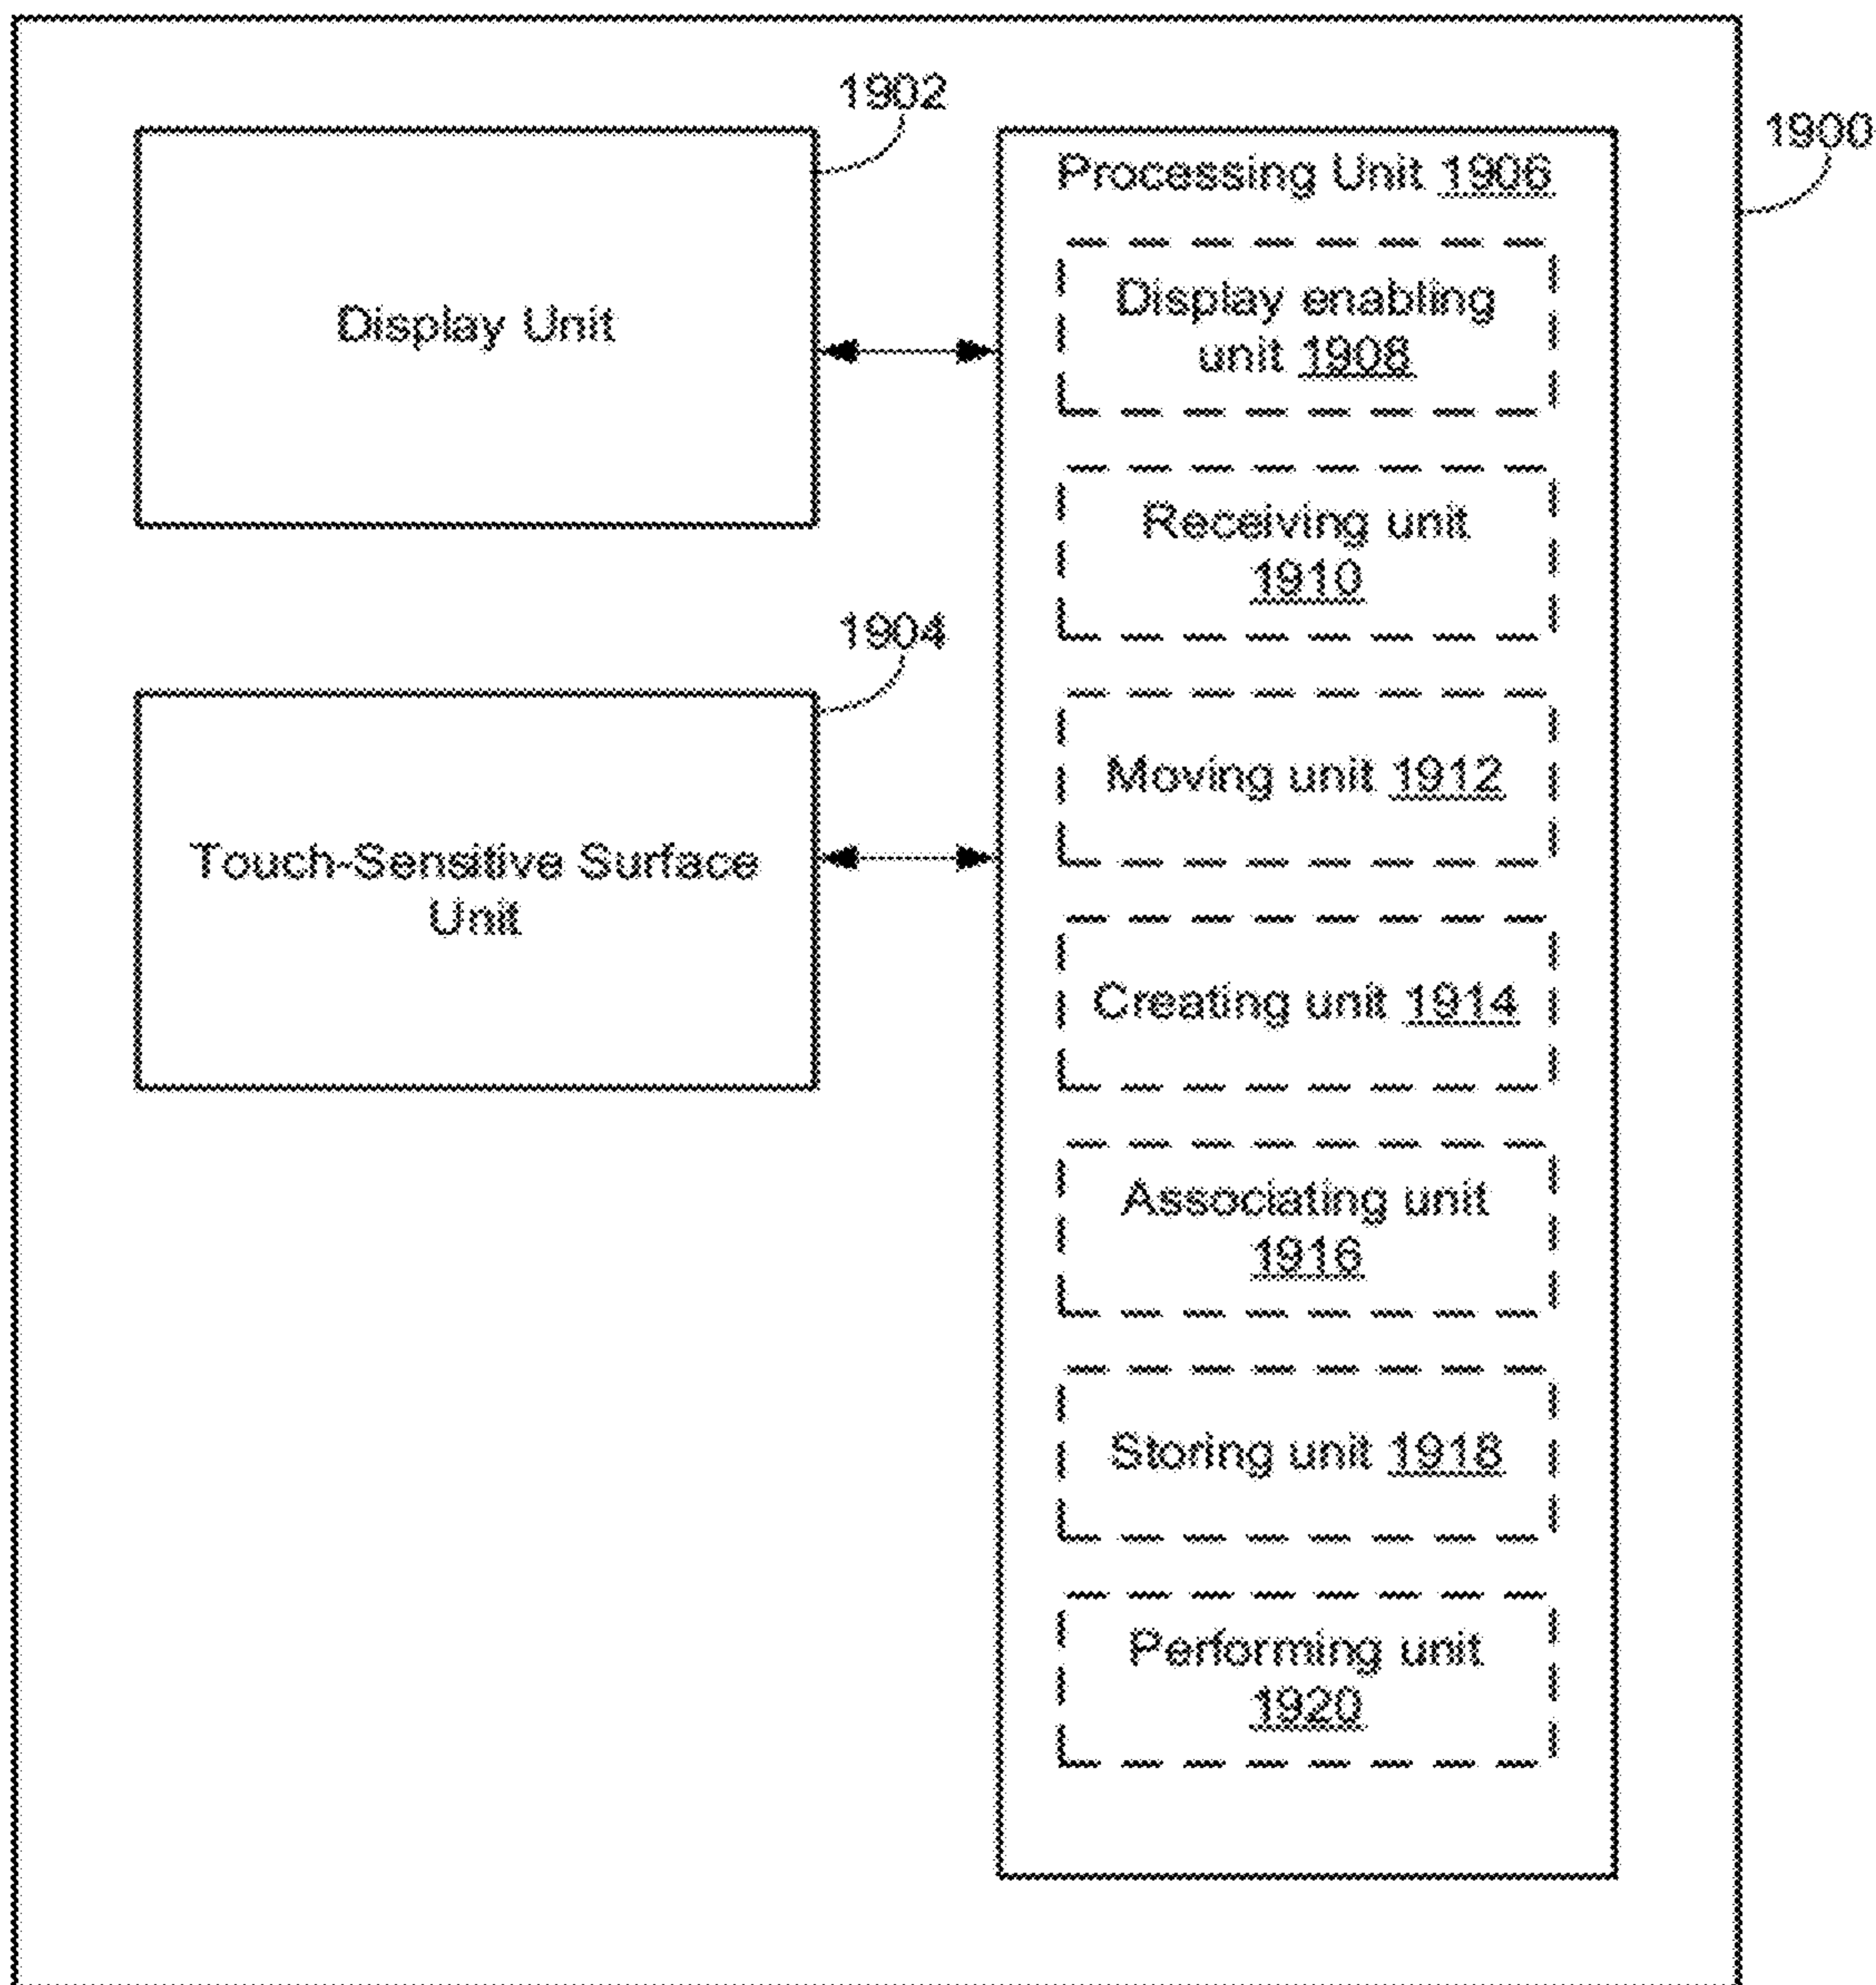 1902
1900
Processing Unit 1906
Display enabling
unit 1908
Display Unit
Receiving unit
1910
1904
Moving unit 1912
Touch-Sensitive Surface
Unit
Creating unit 1914
Associating unit
1916
Storing unit 1918
Performing unit
1920